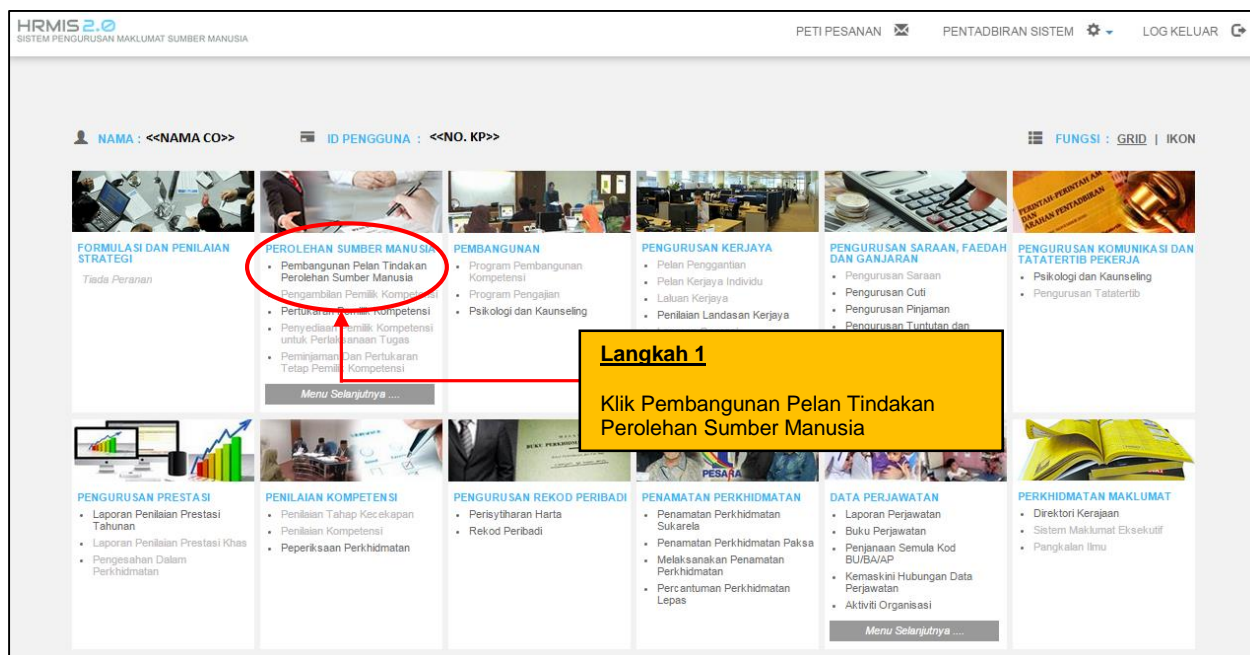 HRMIS 2.0
SISTEM PENGURUSAN MAKLUMAT SUMBER MANUSIA
PETI PESANAN
PENTADBIRAN SISTEM
LOG KELUAR
NAMA : <<NAMA CO>>
ID PENGGUNA : <<NO. KP>>
FUNGSI : GRID | IKON
PERINTAH-PERINTAH AM
DAN
ARAHAN PENTADBIRAN
FORMULASI DAN PENILAIAN
STRATEGI
Tiada Peranan
PEROLEHAN SUMBER MANUSIA
• Pembangunan Pelan Tindakan
Perolehan Sumber Manusia
• Pengambilan Pemilik Kompetensi
• Pertukaran Pemilik Kompetensi
• Penyediaan Pemilik Kompetensi
untuk Perlaksanaan Tugas
• Peminjaman Dan Pertukaran
Tetap Pemilik Kompetensi
Menu Selanjutnya ....
PEMBANGUNAN
• Program Pembangunan
Kompetensi
• Program Pengajian
• Psikologi dan Kaunseling
PENGURUSAN KERJAYA
• Pelan Penggantian
• Pelan Kerjaya Individu
• Laluan Kerjaya
• Penilaian Landasan Kerjaya
PENGURUSAN SARAAN, FAEDAH
DAN GANJARAN
• Pengurusan Saraan
• Pengurusan Cuti
• Pengurusan Pinjaman
• Pengurusan Tuntutan dan
PENGURUSAN KOMUNIKASI DAN
TATATERTIB PEKERJA
• Psikologi dan Kaunseling
• Pengurusan Tatatertib
Langkah 1
Klik Pembangunan Pelan Tindakan
Perolehan Sumber Manusia
PESARA
PENGURUSAN PRESTASI
• Laporan Penilaian Prestasi
Tahunan
• Laporan Penilaian Prestasi Khas
• Pengesahan Dalam
Perkhidmatan
PENILAIAN KOMPETENSI
• Penilaian Tahap Kecekapan
• Penilaian Kompetensi
• Peperiksaan Perkhidmatan
PENGURUSAN REKOD PERIBADI
• Perisytiharan Harta
• Rekod Peribadi
PENAMATAN PERKHIDMATAN
• Penamatan Perkhidmatan
Sukarela
• Penamatan Perkhidmatan Paksa
• Melaksanakan Penamatan
Perkhidmatan
• Percantuman Perkhidmatan
Lepas
DATA PERJAWATAN
• Laporan Perjawatan
• Buku Perjawatan
• Penjanaan Semula Kod
BU/BA/AP
• Kemaskini Hubungan Data
Perjawatan
• Aktiviti Organisasi
Menu Selanjutnya ....
PERKHIDMATAN MAKLUMAT
• Direktori Kerajaan
• Sistem Maklumat Eksekutif
• Pangkalan Ilmu